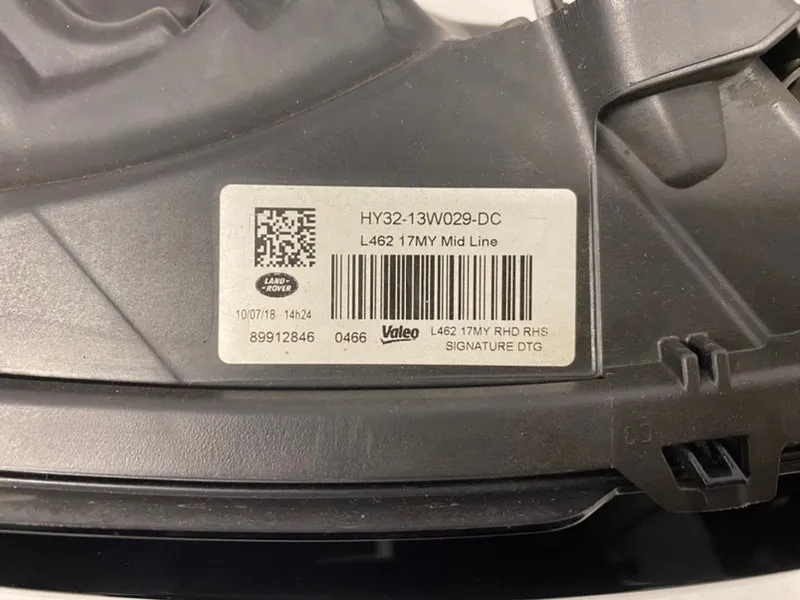 HY32-13W029-DC
L462 17MY Mid Line
LAND-
-ROVER
10/07/18 14h24
89912846 0466 Valeo
L462 17MY RHD RHS
SIGNATURE DTG